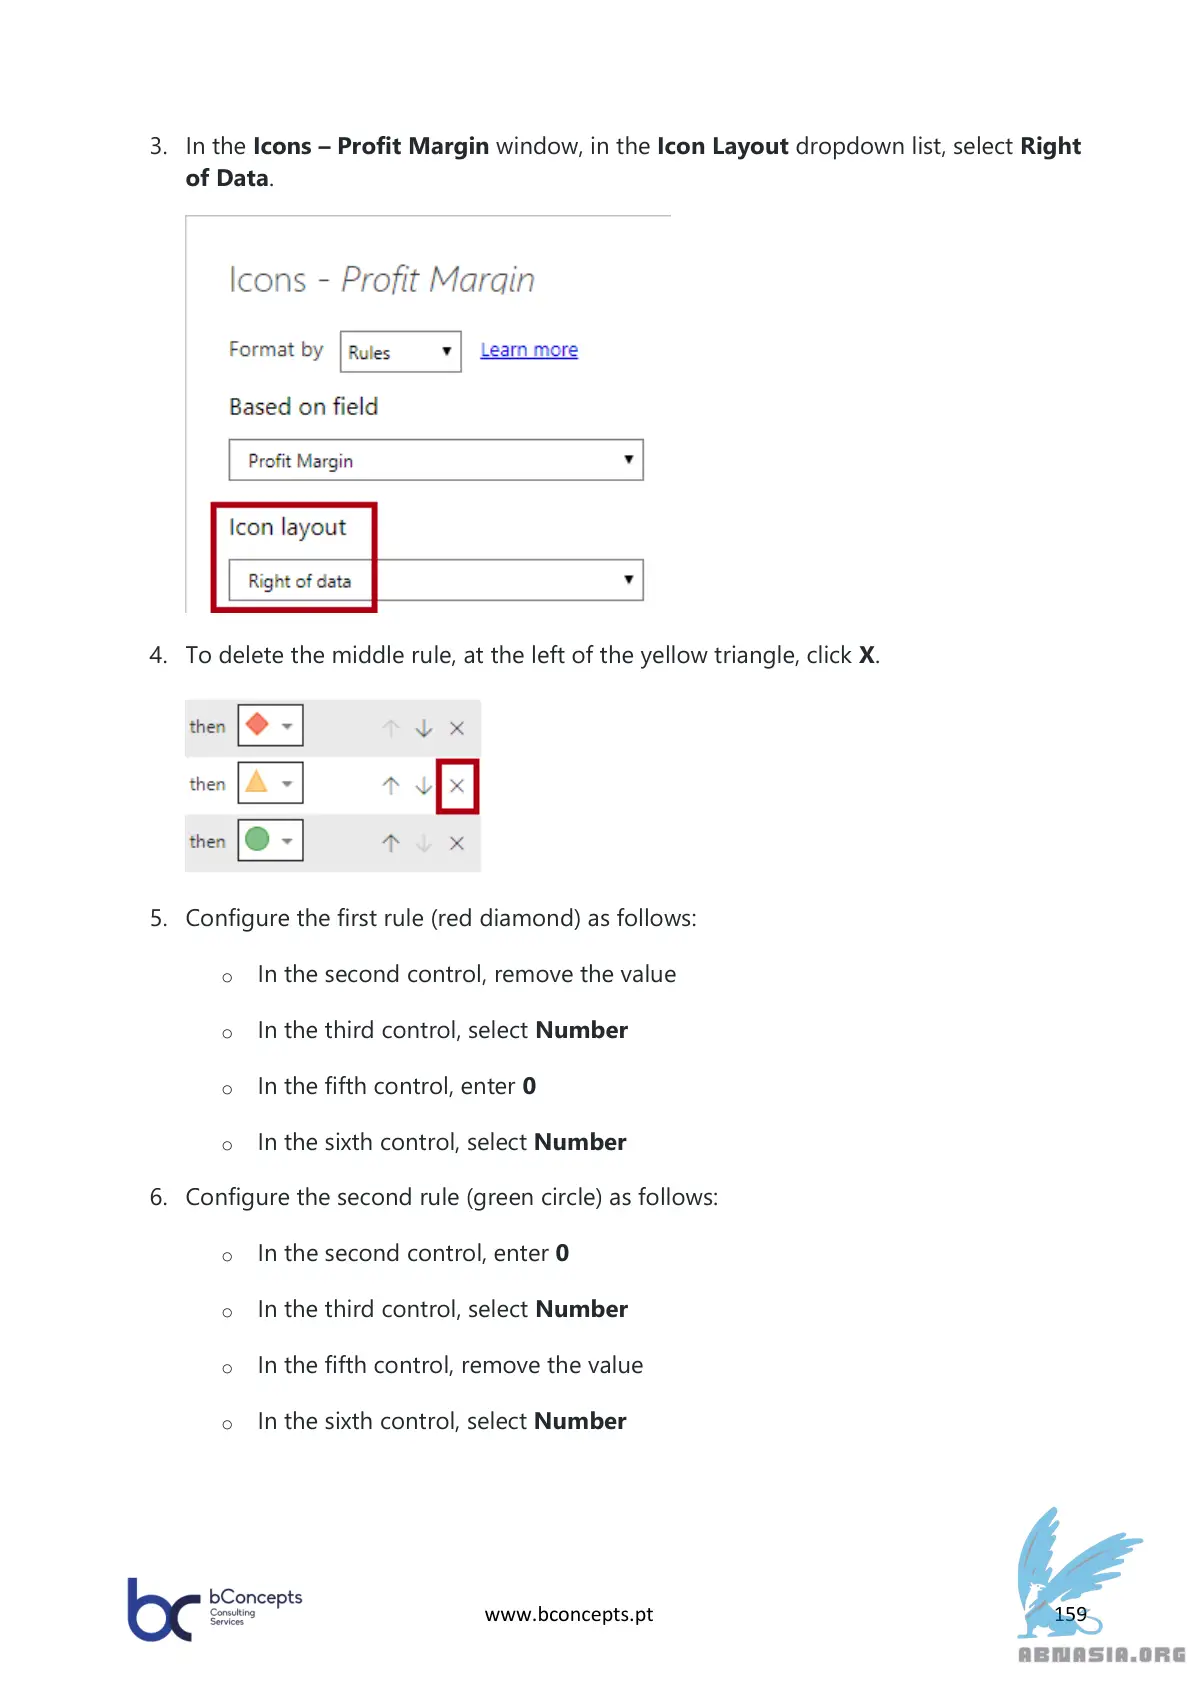 3. In the Icons – Profit Margin window, in the Icon Layout dropdown list, select Right
of Data.
Icons - Profit Margin
Format by Rules Learn more
Based on field
Profit Margin
Icon layout
Right of data
4. To delete the middle rule, at the left of the yellow triangle, click X.
then
then
then
5. Configure the first rule (red diamond) as follows:
o In the second control, remove the value
o In the third control, select Number
o In the fifth control, enter 0
o In the sixth control, select Number
6. Configure the second rule (green circle) as follows:
o In the second control, enter 0
o In the third control, select Number
o In the fifth control, remove the value
o In the sixth control, select Number
bc bConcepts
Consulting
Services
www.bconcepts.pt
159
ABNASIA.ORG